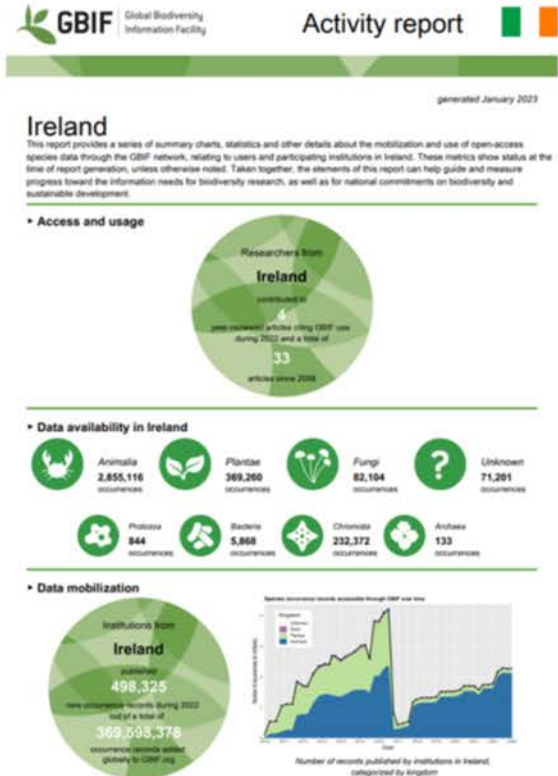 GBIF
Global Biodiversity
Information Facility
Activity report
generated January 2023
Ireland
This report provides a series of summary charts, statistics and other details about the mobilization and use of open-access
species data through the GBIF network, relating to users and participating institutions in Ireland. These metrics show status at the
time of report generation, unless otherwise noted. Taken together, the elements of this report can help guide and measure
progress toward the information needs for biodiversity research, as well as for national commitments on biodiversity and
sustainable development.
Access and usage
Researchers from
Ireland
contributed to
4
peer-reviewed articles citing GBIF use
during 2022 and a total of
33
articles since 2008
Data availability in Ireland
Animalia
2,855,116
occurrences
Plantae
369,260
occurrences
Fungi
82,104
occurrences
?
Unknown
71,201
occurrences
Protozoa
844
occurrences
Bacteria
5,868
occurrences
Chromista
232,372
occurrences
Archaea
133
occurrences
Data mobilization
Institutions from
Ireland
published
498,325
new occurrence records during 2022
out of a total of
369,598,378
occurrence records added
globally to GBIF.org
Species occurrence records accessible through GBIF over time
Kingdom
Unknown
Plantae
Animalia
Number of records published by institutions in Ireland,
categorized by kingdom